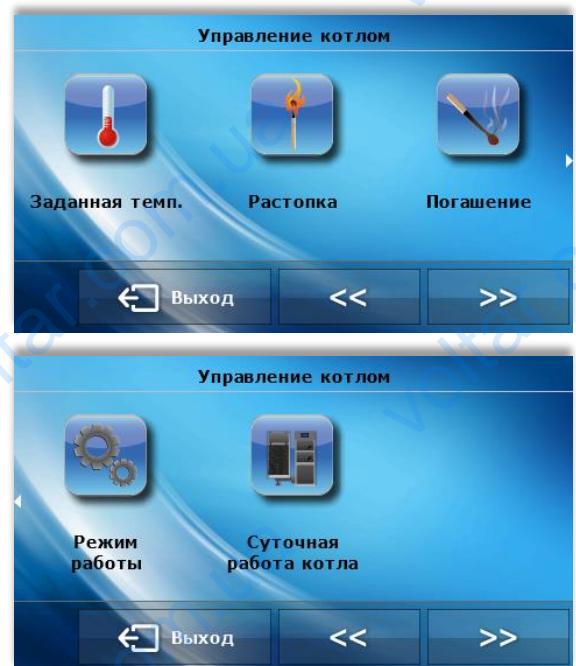 Управление котлом
Заданная темп. Растопка Погашение
Выход << >>
Управление котлом
Режим Суточная
работы работа котла
Выход << >>